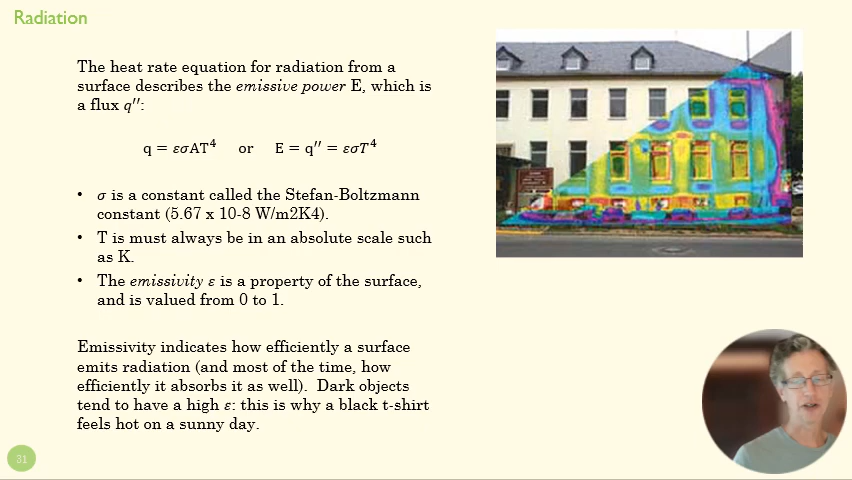 Radiation
The heat rate equation for radiation from a
surface describes the emissive power E, which is
a flux q′′:
q = εσAT⁴ or E = q′′ = εσT⁴
• σ is a constant called the Stefan-Boltzmann
constant (5.67 x 10-8 W/m2K4).
• T is must always be in an absolute scale such
as K.
• The emissivity ε is a property of the surface,
and is valued from 0 to 1.
Emissivity indicates how efficiently a surface
emits radiation (and most of the time, how
efficiently it absorbs it as well). Dark objects
tend to have a high ε: this is why a black t-shirt
feels hot on a sunny day.
31